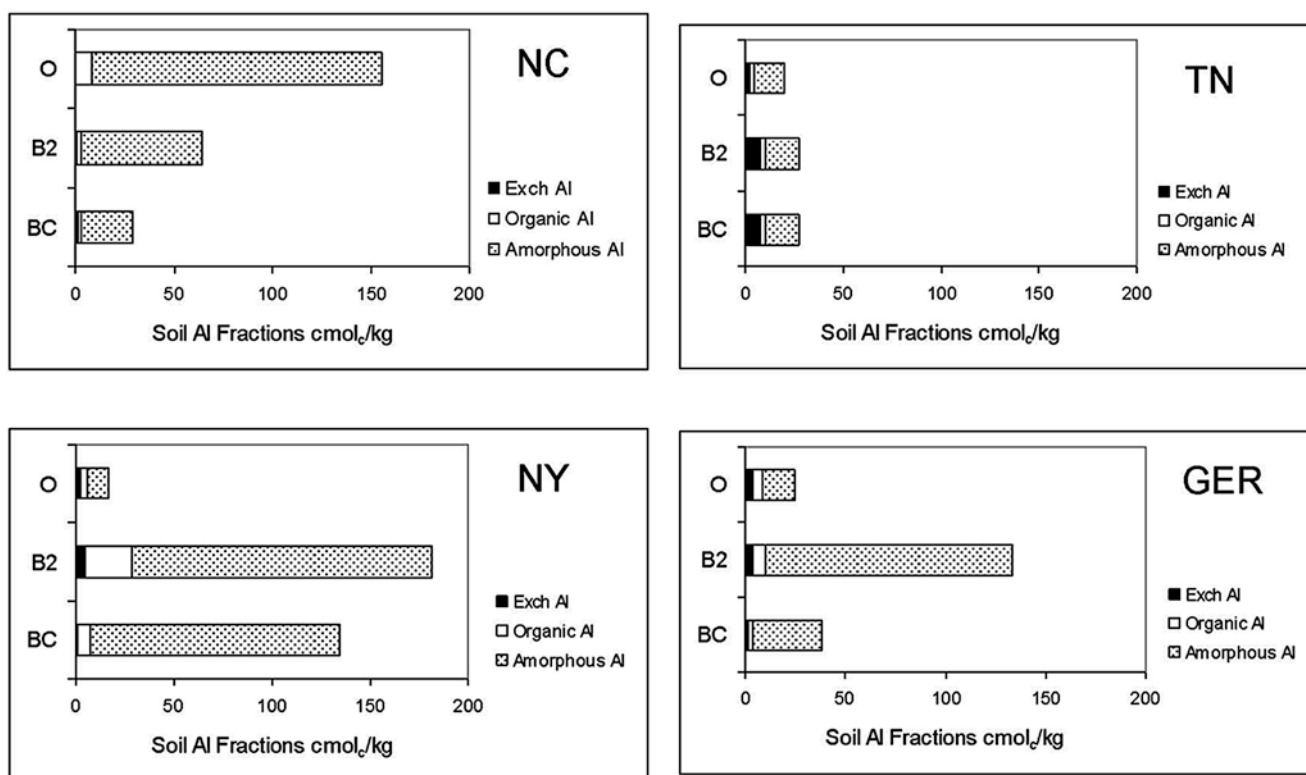 NC
O
B2
BC
Exch Al
Organic Al
Amorphous Al
0 50 100 150 200
Soil Al Fractions cmolc/kg
TN
O
B2
BC
Exch Al
Organic Al
Amorphous Al
0 50 100 150 200
Soil Al Fractions cmolc/kg
NY
O
B2
BC
Exch Al
Organic Al
Amorphous Al
0 50 100 150 200
Soil Al Fractions cmolc/kg
GER
O
B2
BC
Exch Al
Organic Al
Amorphous Al
0 50 100 150 200
Soil Al Fractions cmolc/kg